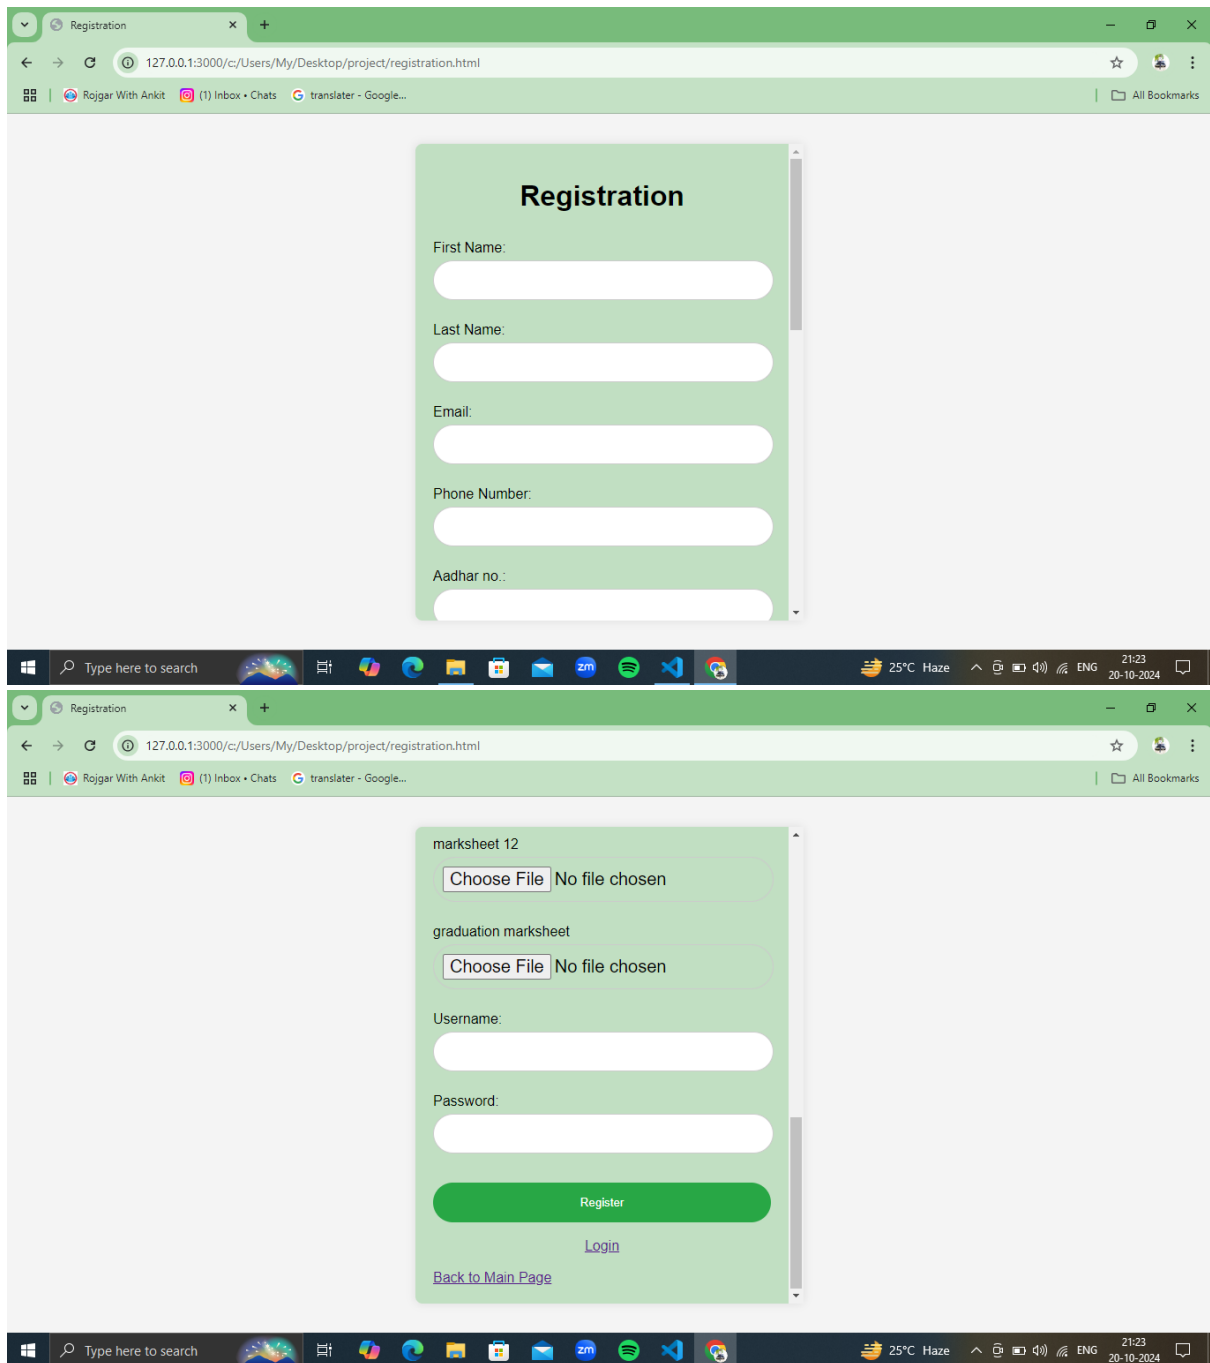 Registration
127.0.0.1:3000/c:/Users/My/Desktop/project/registration.html
Rojgar With Ankit (1) Inbox • Chats translater - Google... All Bookmarks
Registration
First Name:
Last Name:
Email:
Phone Number:
Aadhar no.:
Type here to search zm 25°C Haze ENG 21:23
20-10-2024
Registration
127.0.0.1:3000/c:/Users/My/Desktop/project/registration.html
Rojgar With Ankit (1) Inbox • Chats translater - Google... All Bookmarks
marksheet 12
Choose File No file chosen
graduation marksheet
Choose File No file chosen
Username:
Password:
Register
Login
Back to Main Page
Type here to search zm 25°C Haze ENG 21:23
20-10-2024